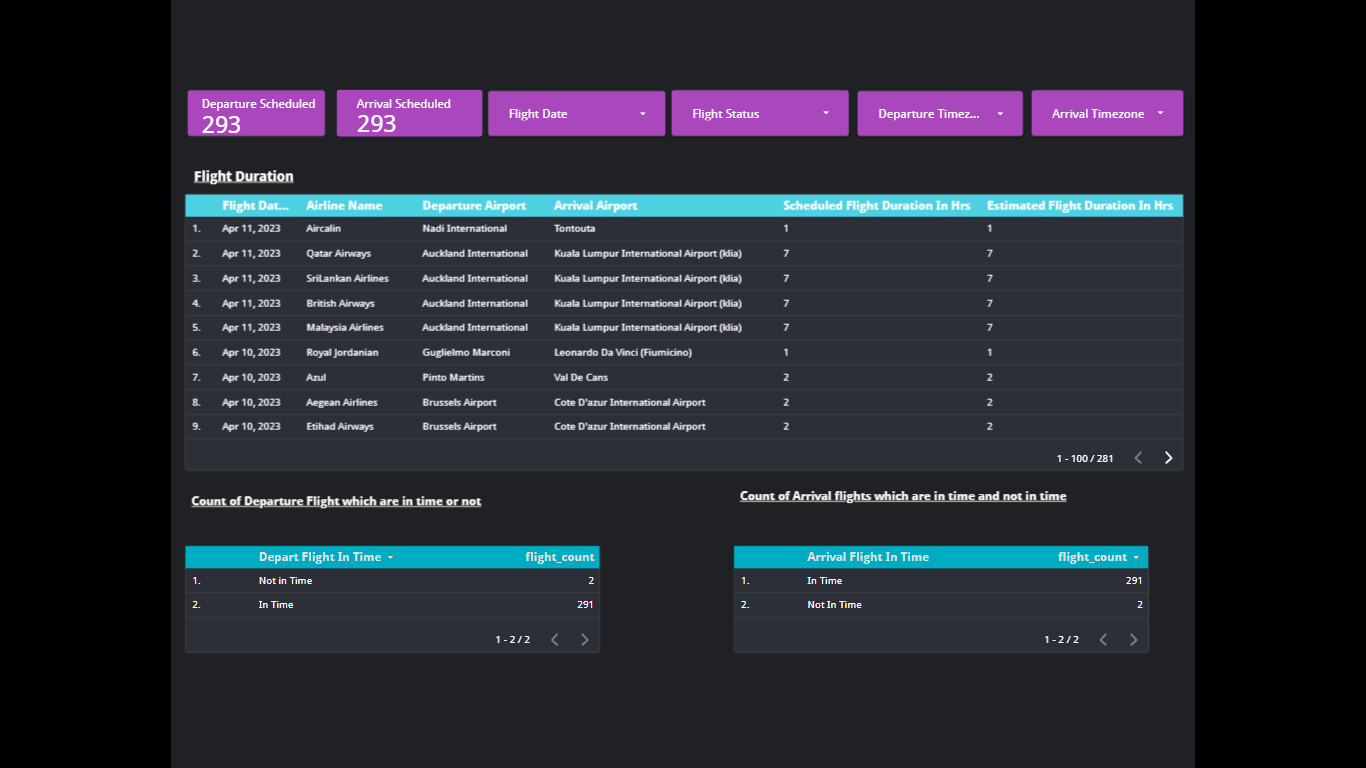 Departure Scheduled
293
Arrival Scheduled
293
Flight Date
Flight Status
Departure Timez...
Arrival Timezone
Flight Duration
Flight Dat... Airline Name Departure Airport Arrival Airport Scheduled Flight Duration In Hrs Estimated Flight Duration In Hrs
1. Apr 11, 2023 Aircalin Nadi International Tontouta 1 1
2. Apr 11, 2023 Qatar Airways Auckland International Kuala Lumpur International Airport (klia) 7 7
3. Apr 11, 2023 SriLankan Airlines Auckland International Kuala Lumpur International Airport (klia) 7 7
4. Apr 11, 2023 British Airways Auckland International Kuala Lumpur International Airport (klia) 7 7
5. Apr 11, 2023 Malaysia Airlines Auckland International Kuala Lumpur International Airport (klia) 7 7
6. Apr 10, 2023 Royal Jordanian Guglielmo Marconi Leonardo Da Vinci (Fiumicino) 1 1
7. Apr 10, 2023 Azul Pinto Martins Val De Cans 2 2
8. Apr 10, 2023 Aegean Airlines Brussels Airport Cote D'azur International Airport 2 2
9. Apr 10, 2023 Etihad Airways Brussels Airport Cote D'azur International Airport 2 2
1 - 100 / 281
Count of Departure Flight which are in time or not
Depart Flight In Time flight_count
1. Not in Time 2
2. In Time 291
1 - 2 / 2
Count of Arrival flights which are in time and not in time
Arrival Flight In Time flight_count
1. In Time 291
2. Not In Time 2
1 - 2 / 2